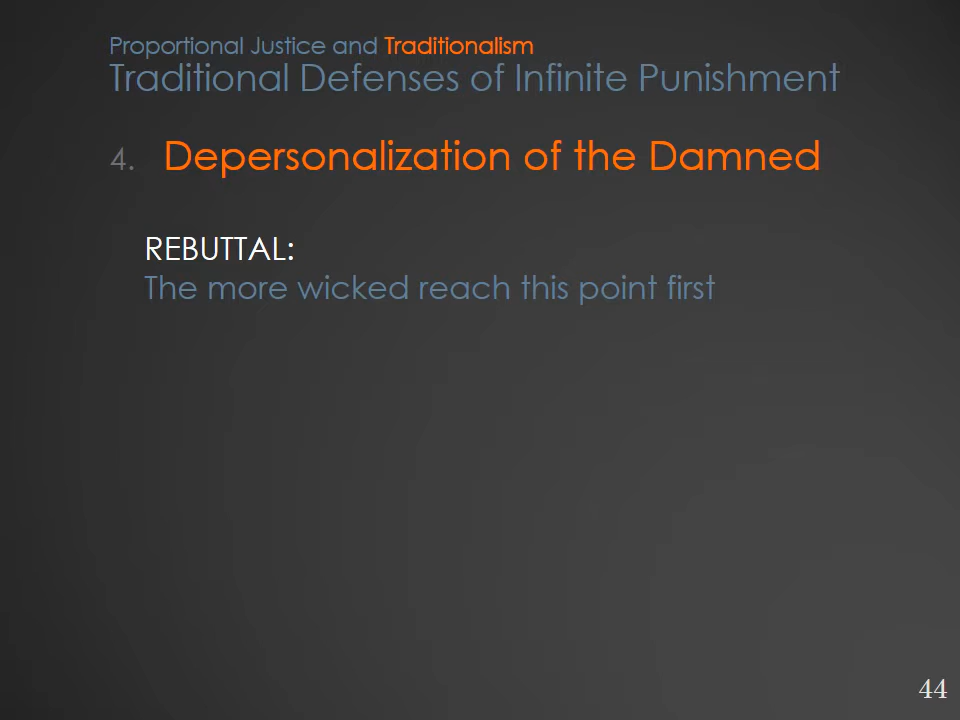 Proportional Justice and Traditionalism
Traditional Defenses of Infinite Punishment
4. Depersonalization of the Damned
REBUTTAL:
The more wicked reach this point first
44